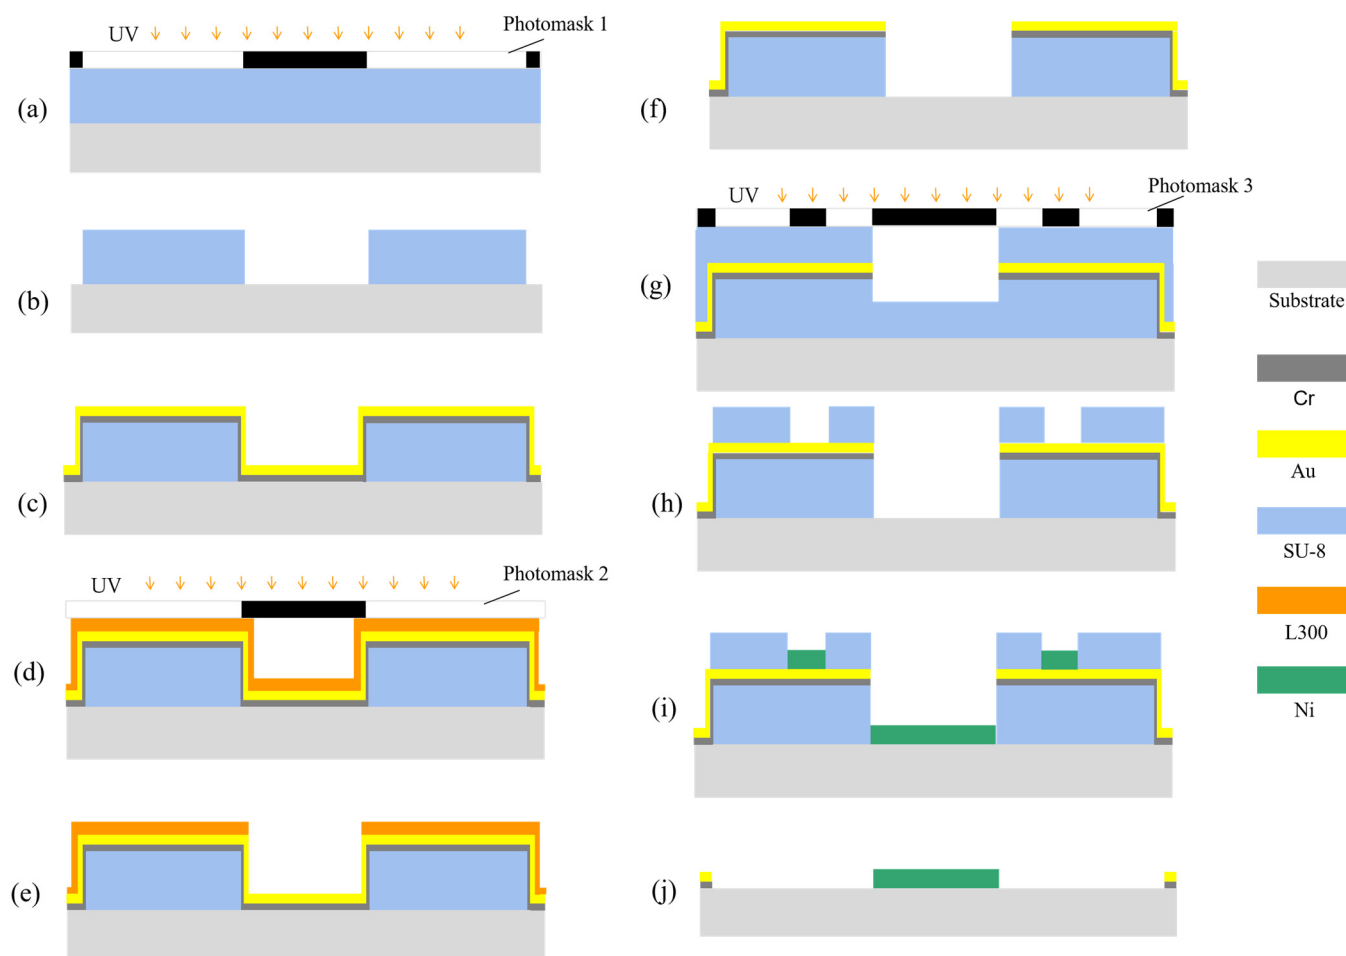 UV
Photomask 1
(a)
(b)
(c)
UV
Photomask 2
(d)
(e)
(f)
UV
Photomask 3
(g)
(h)
(i)
(j)
Substrate
Cr
Au
SU-8
L300
Ni